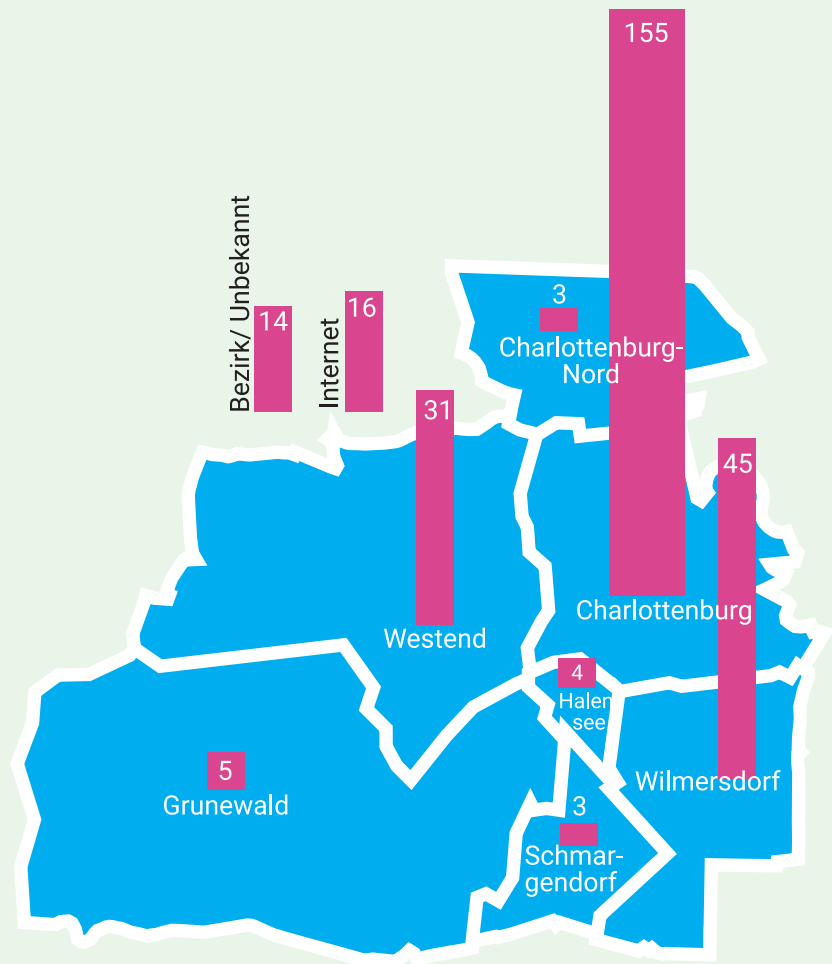 155
Bezirk/ Unbekannt
14
Internet
16
3
Charlottenburg-
Nord
31
Westend
45
Charlottenburg
4
Halen
see
Wilmersdorf
5
Grunewald
3
Schmar-
gendorf